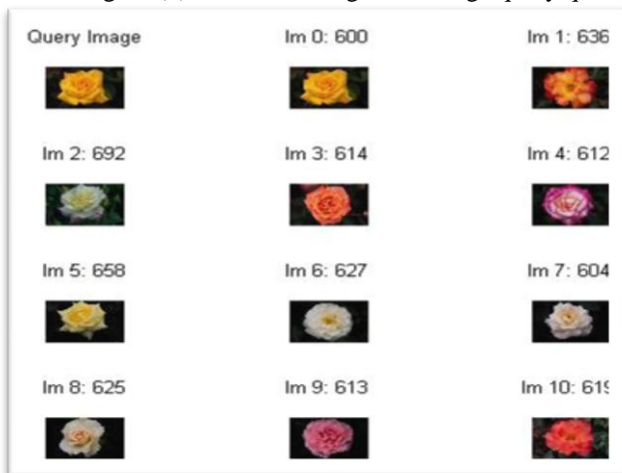 Query Image Im 0: 600 Im 1: 636
Im 2: 692 Im 3: 614 Im 4: 612
Im 5: 658 Im 6: 627 Im 7: 604
Im 8: 625 Im 9: 613 Im 10: 619